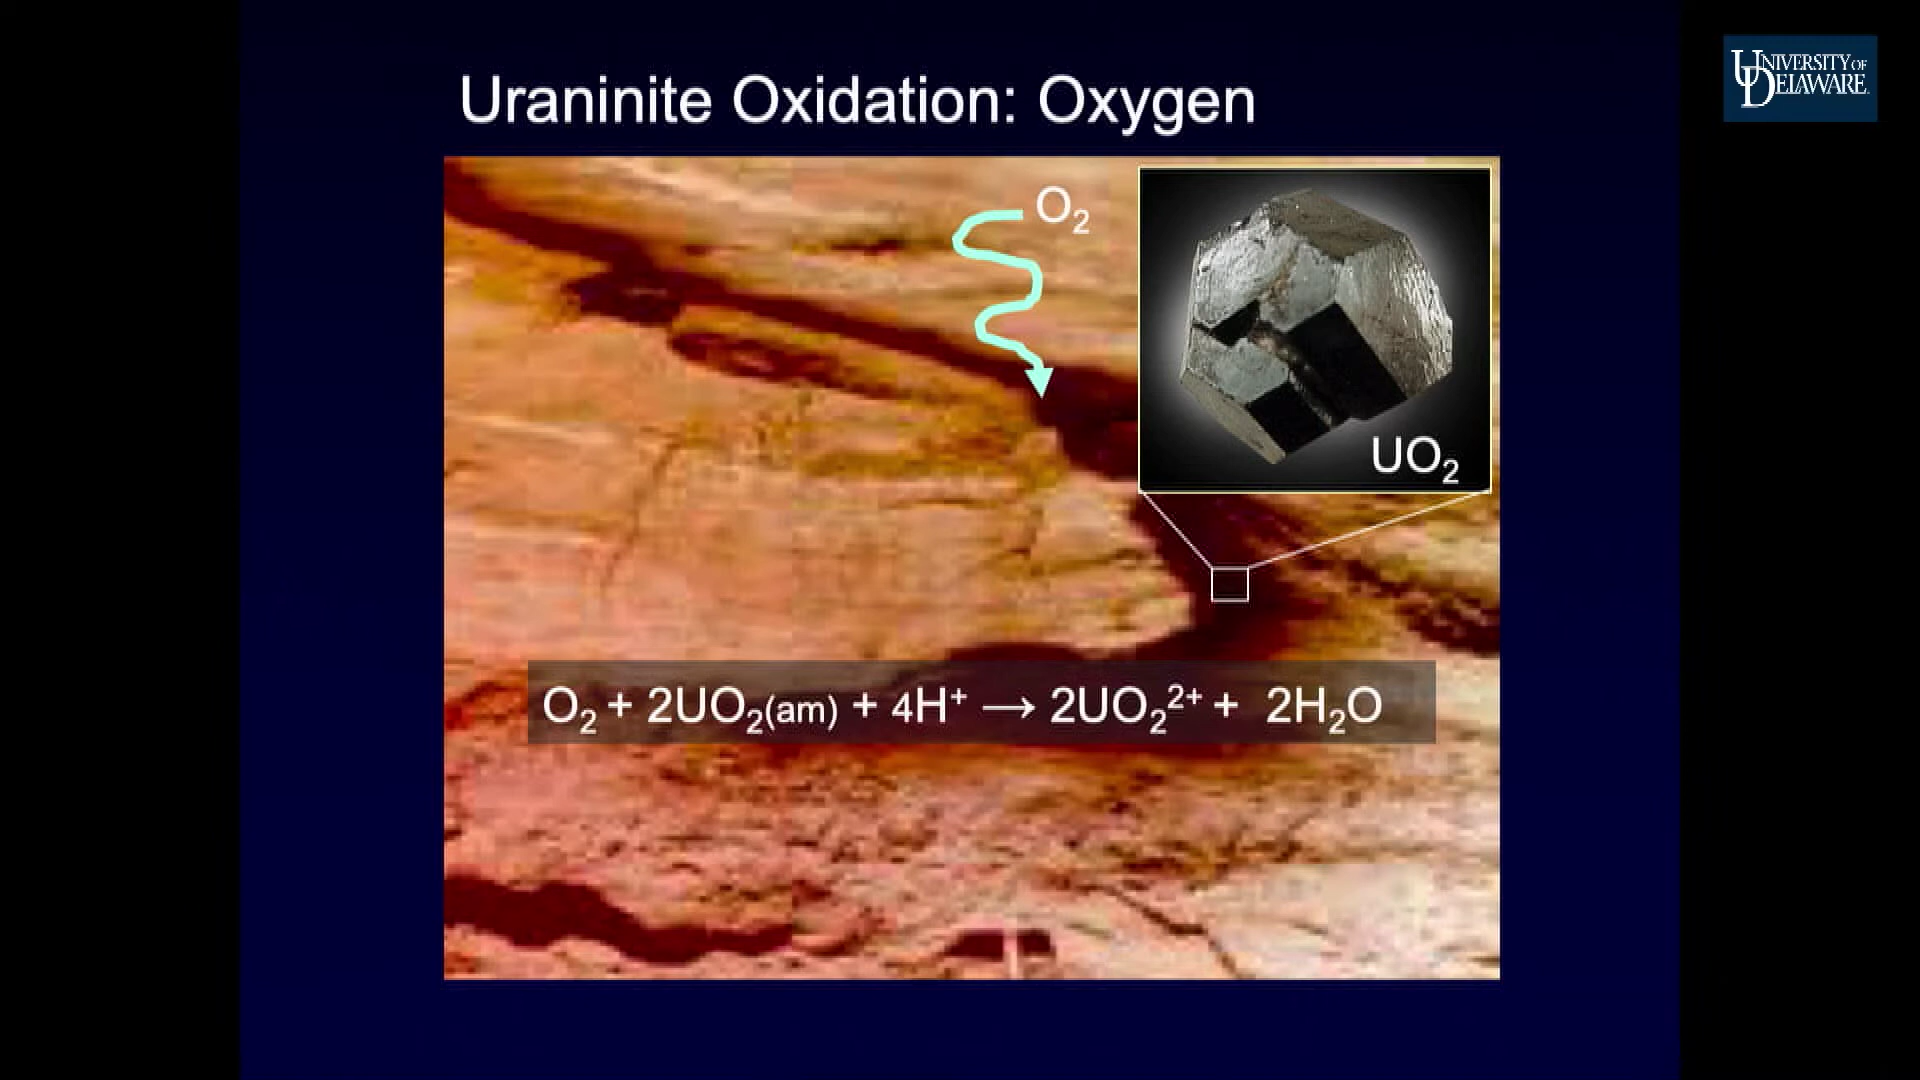 Uraninite Oxidation: Oxygen
UNIVERSITY OF
DELAWARE
O₂
UO₂
O₂ + 2UO₂(am) + 4H⁺ → 2UO₂²⁺ + 2H₂O